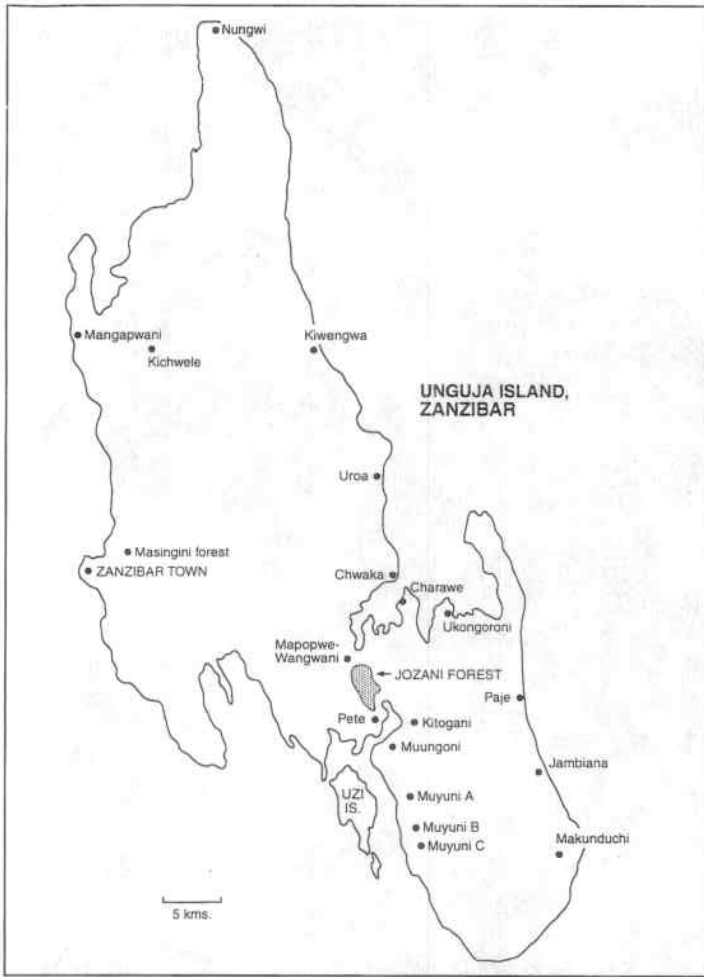 Nungwi
Mangapwani
Kichwele
Kiwengwa
UNGUJA ISLAND,
ZANZIBAR
Uroa
Masingini forest
ZANZIBAR TOWN
Chwaka
Charawe
Ukongoroni
Mapopwe-
Wangwani
JOZANI FOREST
Paje
Pete
Kitogani
Muungoni
Jambiana
UZI
IS.
Muyuni A
Muyuni B
Muyuni C
Makunduchi
5 kms.